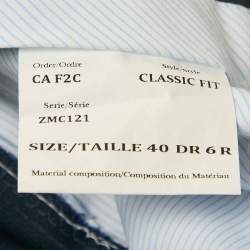 Order/Ordre Style/Style
CA F2C CLASSIC FIT
Serie/Série
ZMC121
SIZE/TAILLE 40 DR 6 R
Material composition/Composition du Matériau